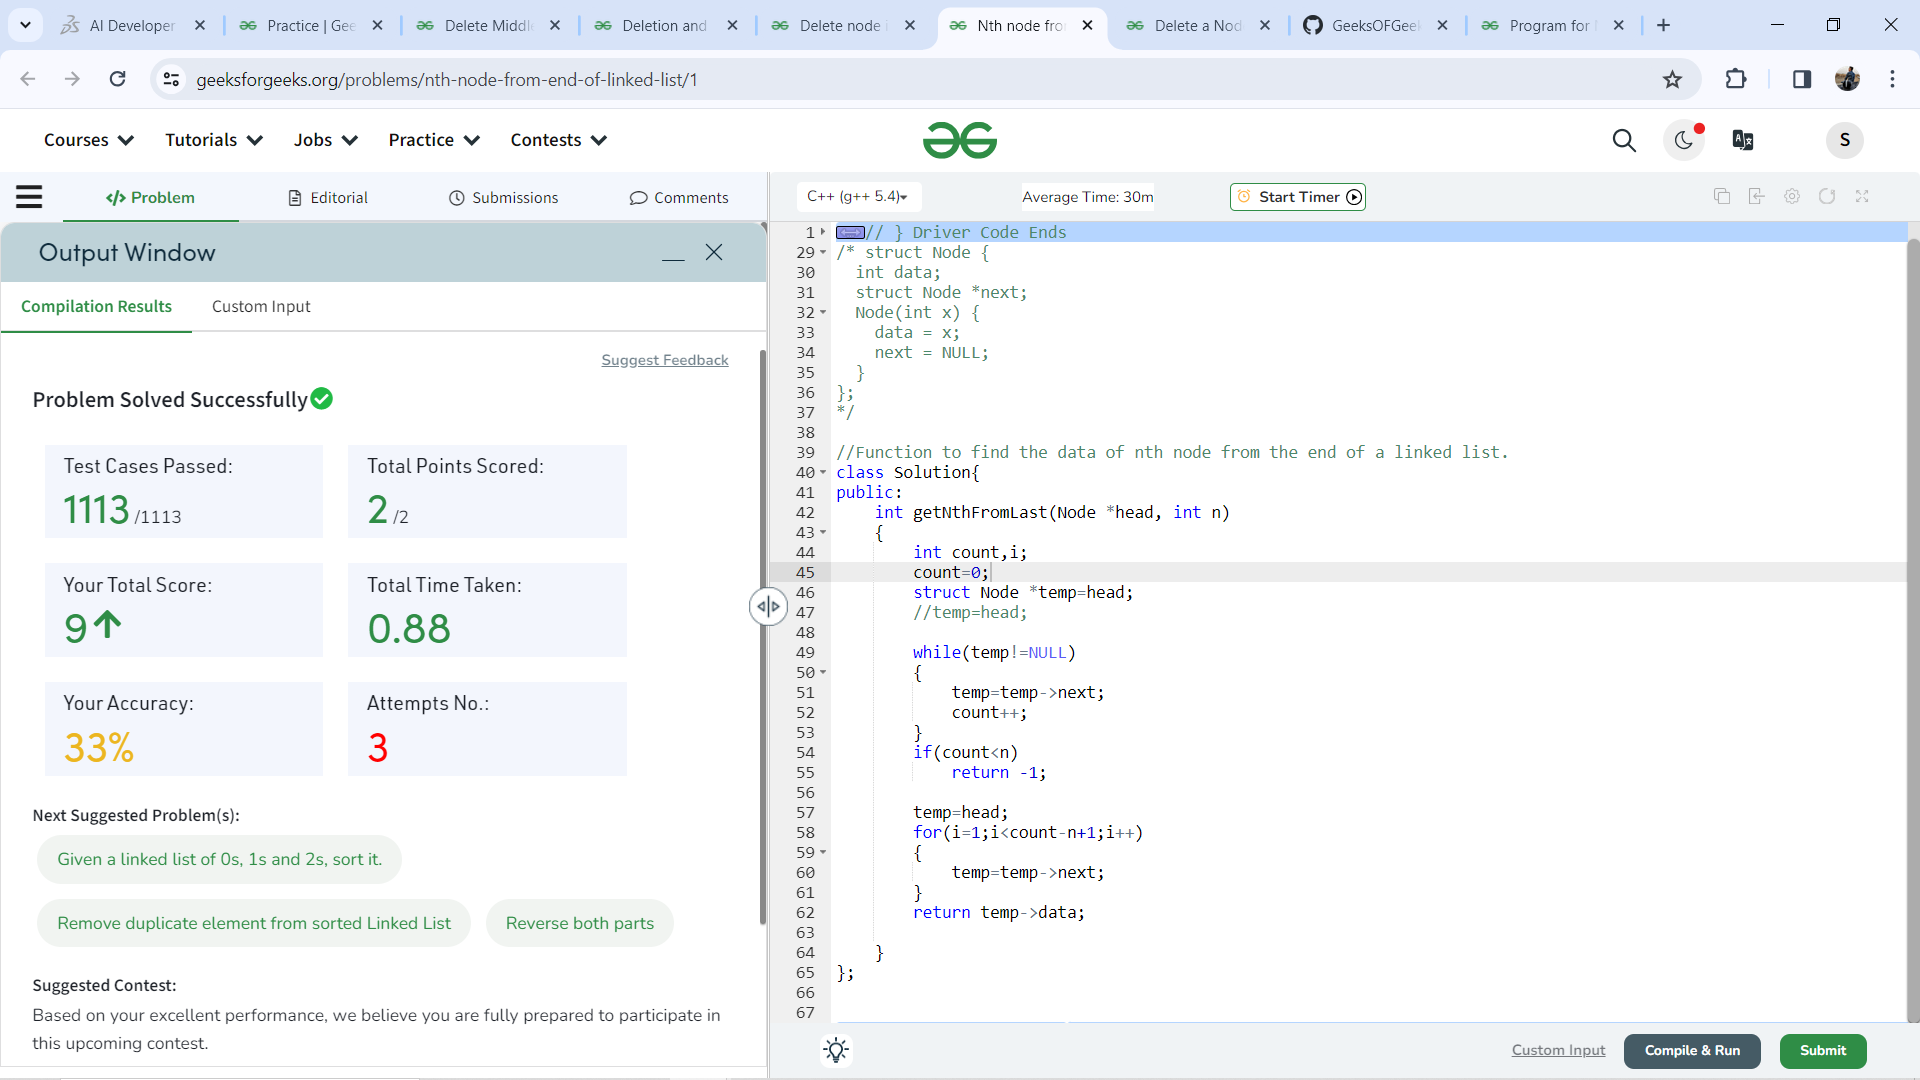 AI Developer
Practice | Gee
Delete Middle
Deletion and
Delete node i
Nth node fro
Delete a Nod
GeeksOFGeek
Program for
geeksforgeeks.org/problems/nth-node-from-end-of-linked-list/1
Courses Tutorials Jobs Practice Contests
S
</> Problem Editorial Submissions Comments
C++ (g++ 5.4) Average Time: 30m Start Timer
Output Window
Compilation Results Custom Input
Suggest Feedback
Problem Solved Successfully
Test Cases Passed:
1113 /1113
Total Points Scored:
2 /2
Your Total Score:
9
Total Time Taken:
0.88
Your Accuracy:
33%
Attempts No.:
3
Next Suggested Problem(s):
Given a linked list of 0s, 1s and 2s, sort it.
Remove duplicate element from sorted Linked List
Reverse both parts
Suggested Contest:
Based on your excellent performance, we believe you are fully prepared to participate in
this upcoming contest.
1 // } Driver Code Ends
29 /* struct Node {
30 int data;
31 struct Node *next;
32 Node(int x) {
33 data = x;
34 next = NULL;
35 }
36 };
37 */
38
39 //Function to find the data of nth node from the end of a linked list.
40 class Solution{
41 public:
42 int getNthFromLast(Node *head, int n)
43 {
44 int count,i;
45 count=0;
46 struct Node *temp=head;
47 //temp=head;
48
49 while(temp!=NULL)
50 {
51 temp=temp->next;
52 count++;
53 }
54 if(count<n)
55 return -1;
56
57 temp=head;
58 for(i=1;i<count-n+1;i++)
59 {
60 temp=temp->next;
61 }
62 return temp->data;
63
64 }
65 };
66
67
Custom Input Compile & Run Submit